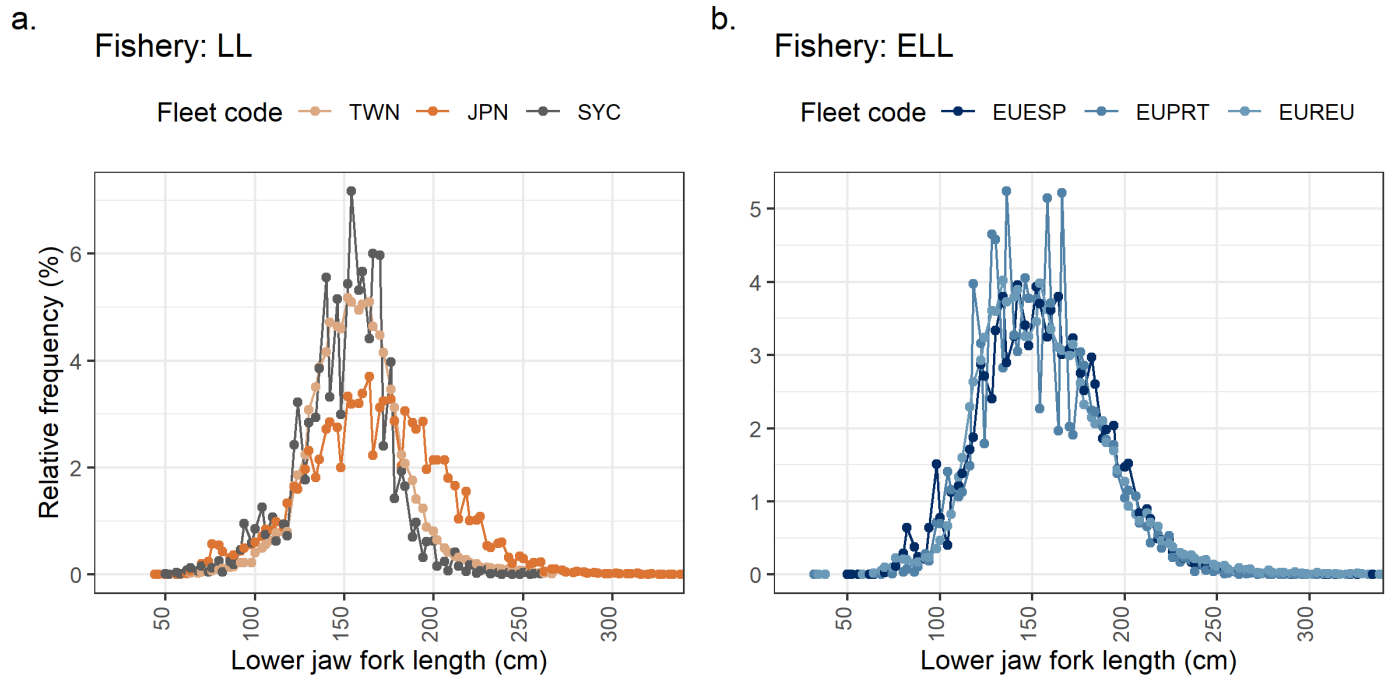 a.
Fishery: LL
Fleet code TWN JPN SYC
Relative frequency (%)
6
4
2
0
50 100 150 200 250 300
Lower jaw fork length (cm)
b.
Fishery: ELL
Fleet code EUESP EUPRT EUREU
5
4
3
2
1
0
50 100 150 200 250 300
Lower jaw fork length (cm)